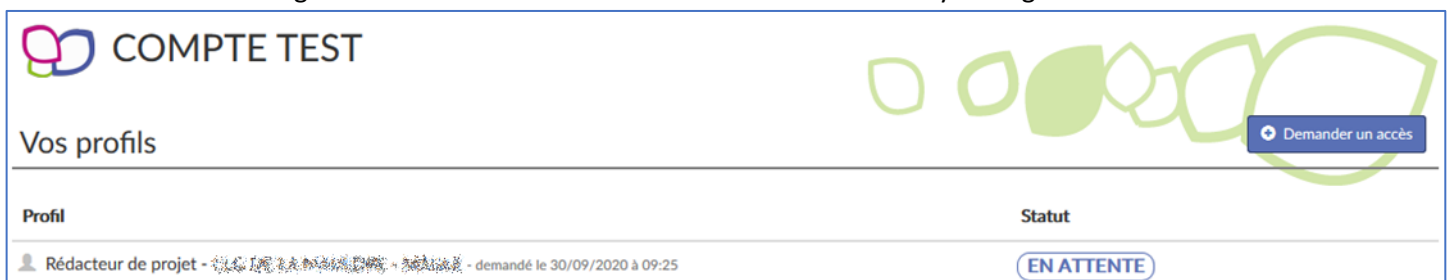 COMPTE TEST
Vos profils
Demander un accès
Profil Statut
Rédacteur de projet - - demandé le 30/09/2020 à 09:25 EN ATTENTE